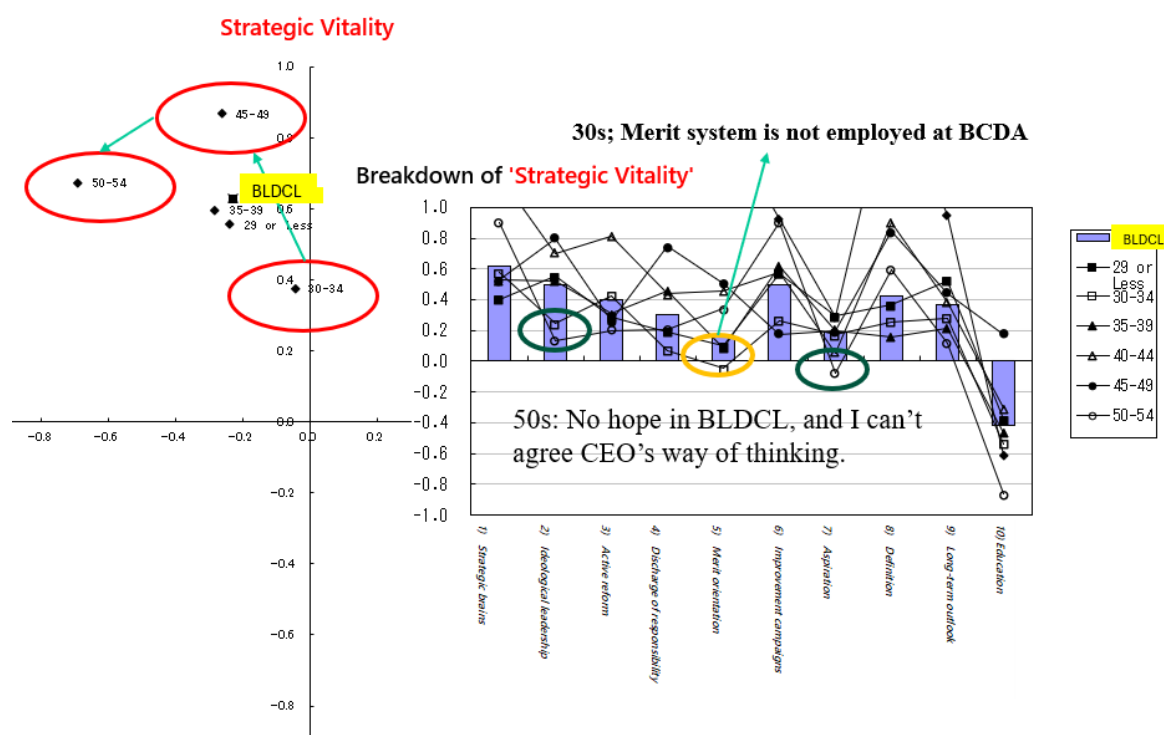 Strategic Vitality
1.0
45-49
0.8
50-54
BLDCL
0.6
35-39
29 or Less
0.4
30-34
0.2
0.0
-0.8
-0.6
-0.4
-0.2
0.0
0.2
-0.2
-0.4
-0.6
-0.8
30s; Merit system is not employed at BCDA
Breakdown of 'Strategic Vitality'
1.0
0.8
0.6
0.4
0.2
0.0
-0.2
-0.4
-0.6
-0.8
-1.0
50s: No hope in BLDCL, and I can't
agree CEO's way of thinking.
1) Strategic brains
2) Ideological leadership
3) Active reform
4) Discharge of responsibility
5) Merit orientation
6) Improvement campaigns
7) Aspiration
8) Definition
9) Long-term outlook
10) Education
BLDCL
29 or
Less
30-34
35-39
40-44
45-49
50-54